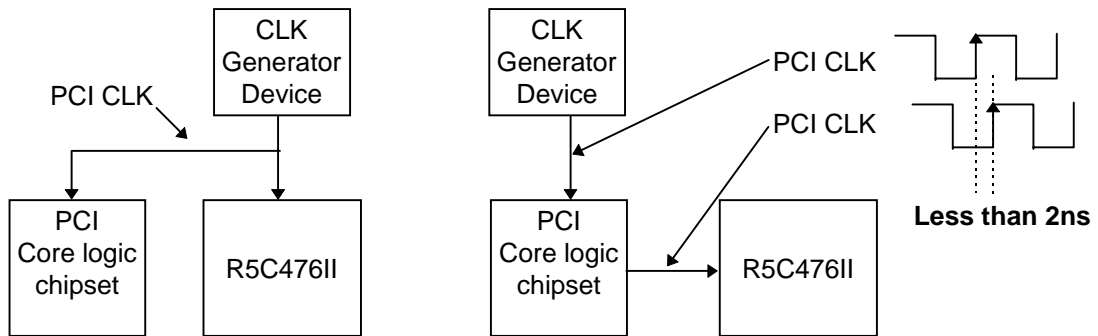 CLK
Generator
Device
PCI CLK
PCI
Core logic
chipset
R5C476II
CLK
Generator
Device
PCI CLK
PCI CLK
PCI
Core logic
chipset
R5C476II
Less than 2ns